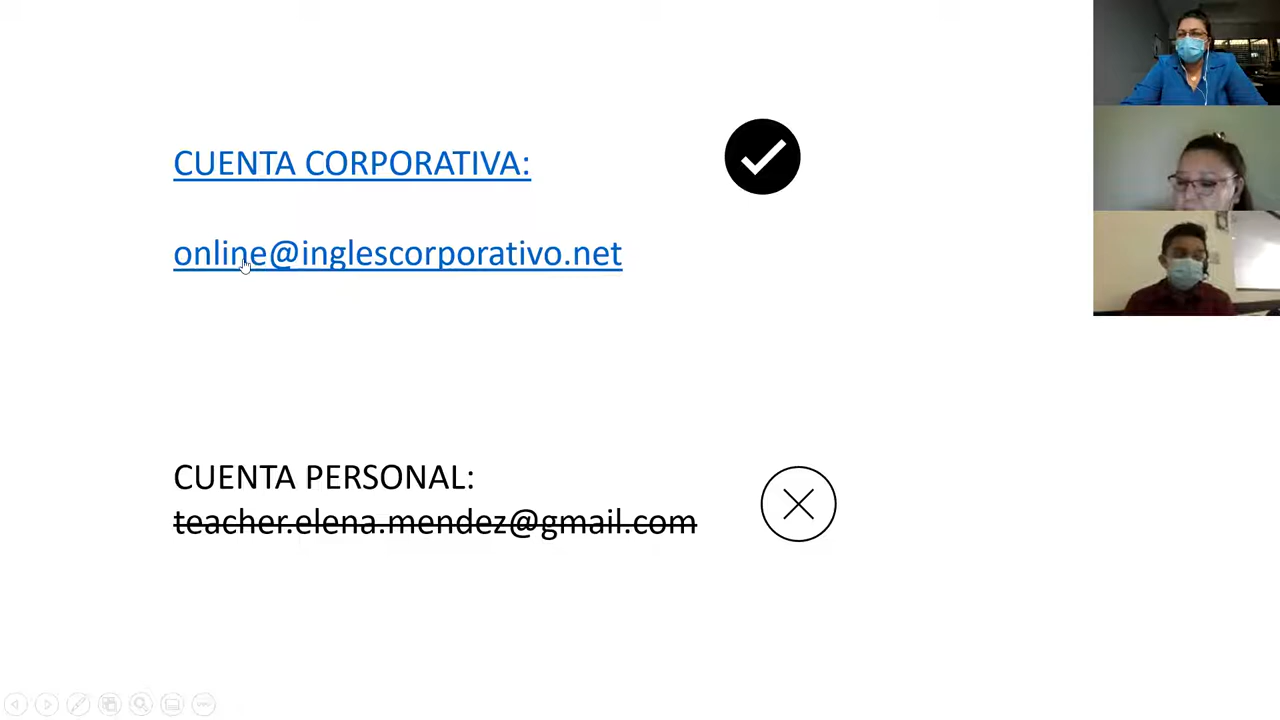 CUENTA CORPORATIVA:
online@inglescorporativo.net
CUENTA PERSONAL:
teacher.elena.mendez@gmail.com